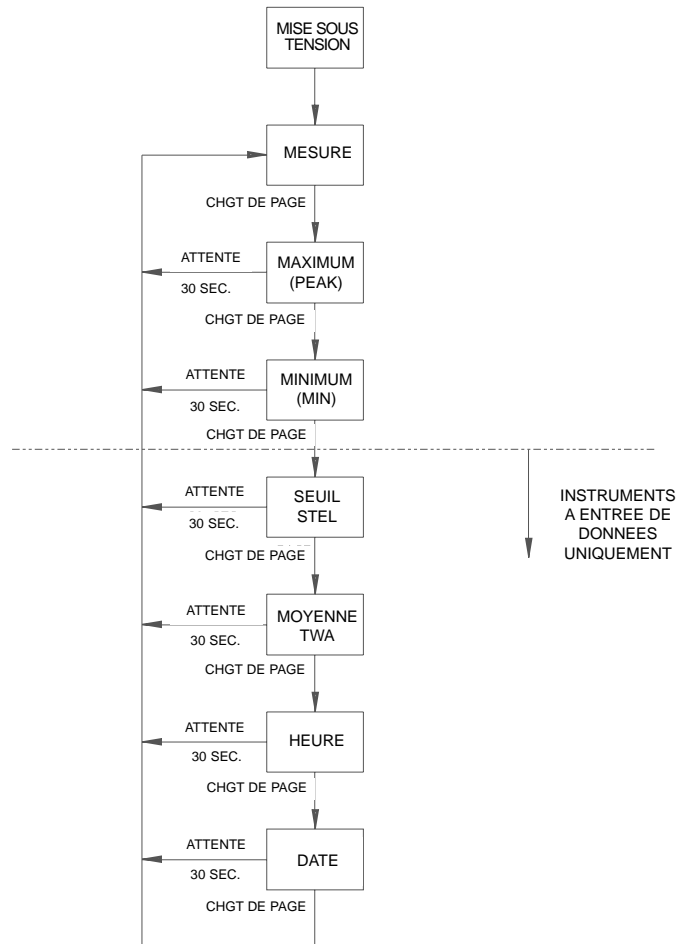 MISE SOUS
TENSION
MESURE
CHGT DE PAGE
ATTENTE
30 SEC.
MAXIMUM
(PEAK)
CHGT DE PAGE
ATTENTE
30 SEC.
MINIMUM
(MIN)
CHGT DE PAGE
ATTENTE
30 SEC.
SEUIL
STEL
INSTRUMENTS
A ENTREE DE
DONNEES
UNIQUEMENT
CHGT DE PAGE
ATTENTE
30 SEC.
MOYENNE
TWA
CHGT DE PAGE
ATTENTE
30 SEC.
HEURE
CHGT DE PAGE
ATTENTE
30 SEC.
DATE
CHGT DE PAGE